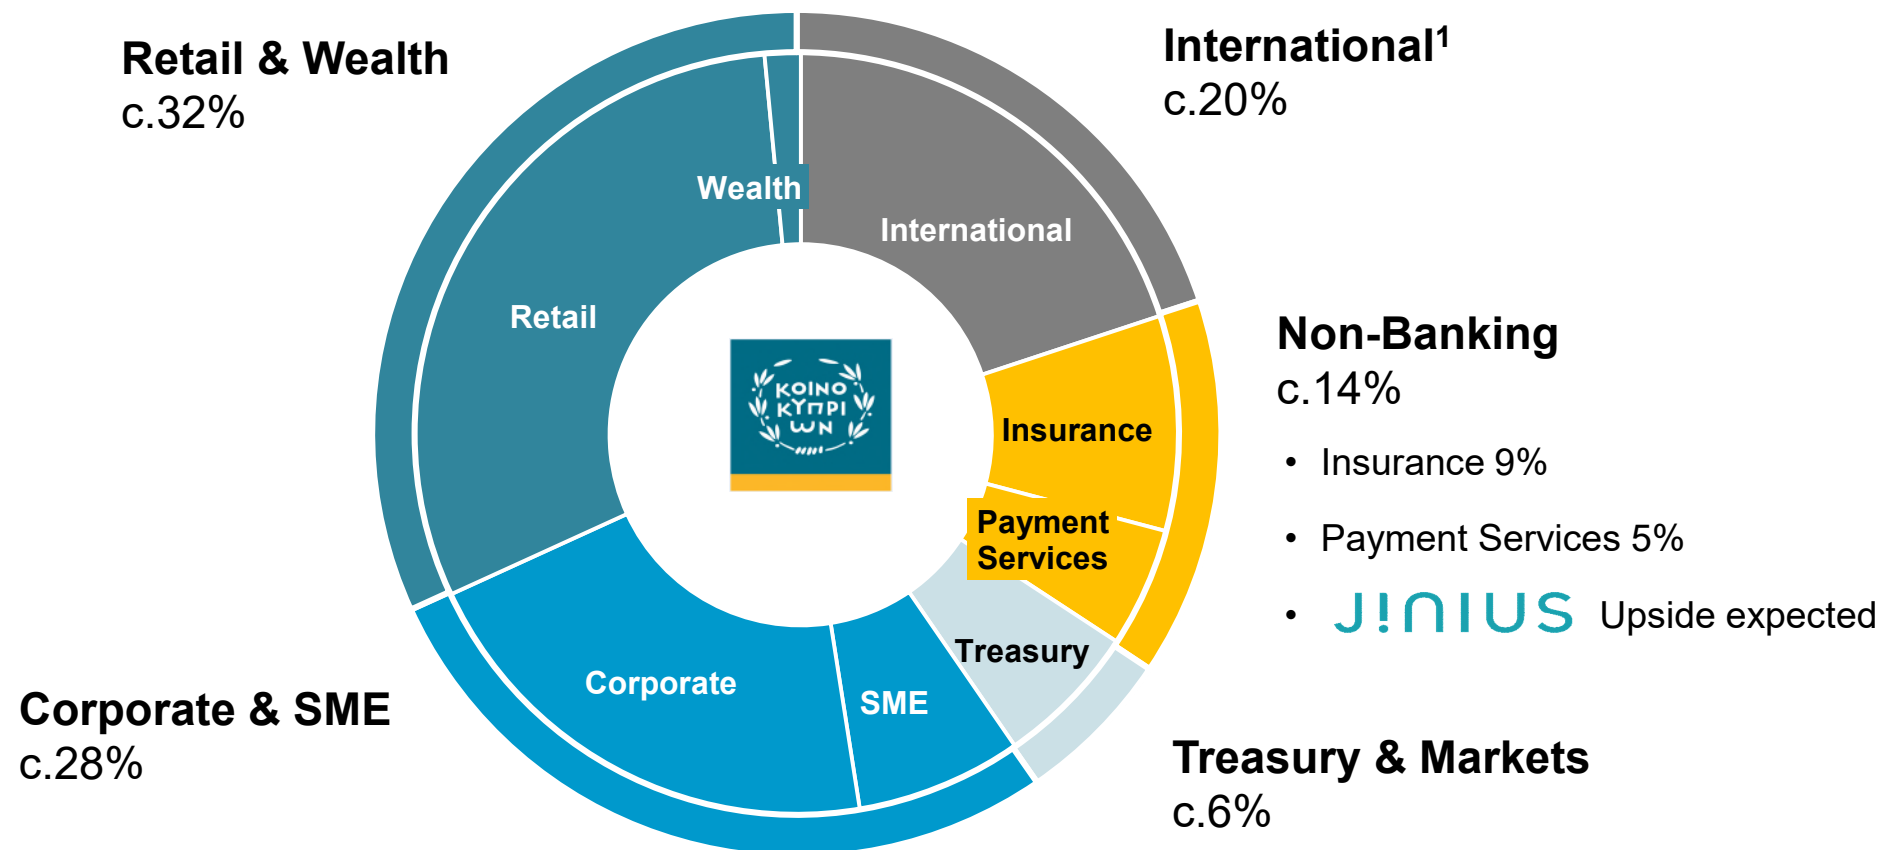 Retail & Wealth
c.32%
International¹
c.20%
Wealth
International
Retail
Non-Banking
c.14%
• Insurance 9%
• Payment Services 5%
• J!NIUS Upside expected
ΚΟΙΝΟ
ΚΥΠΡΙ
ΩΝ
Insurance
Payment
Services
Treasury
Corporate
SME
Corporate & SME
c.28%
Treasury & Markets
c.6%